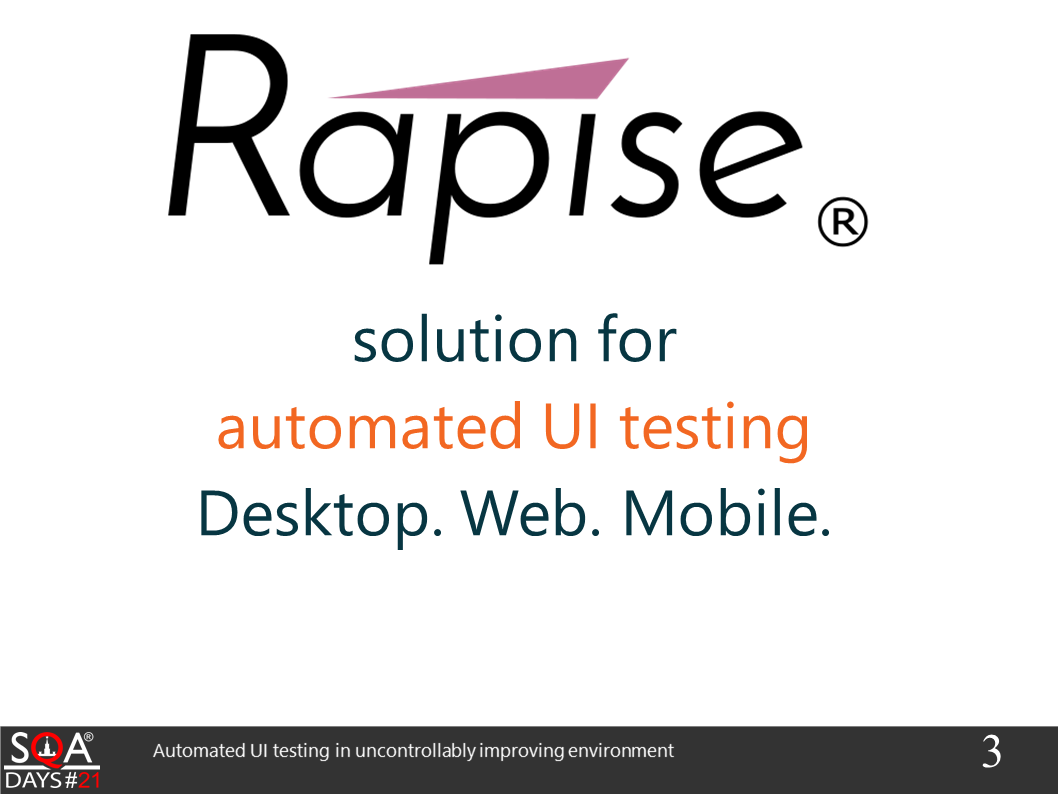 Rapise®
solution for
automated UI testing
Desktop. Web. Mobile.
SQA®
DAYS#21
Automated UI testing in uncontrollably improving environment
3